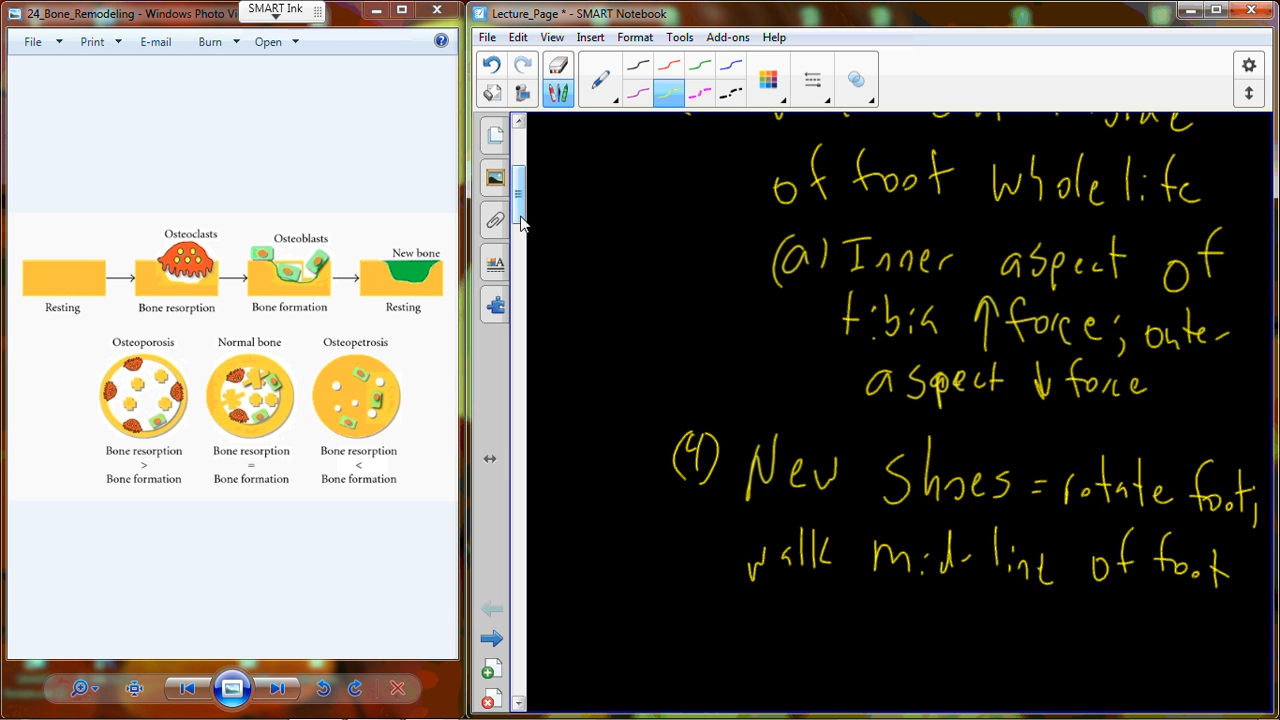 24_Bone_Remodeling - Windows Photo Vi
SMART Ink
File Print E-mail Burn Open
Osteoclasts
Osteoblasts
New bone
Resting
Bone resorption
Bone formation
Resting
Osteoporosis
Normal bone
Osteopetrosis
Bone resorption
>
Bone formation
Bone resorption
=
Bone formation
Bone resorption
<
Bone formation
Lecture_Page * - SMART Notebook
File Edit View Insert Format Tools Add-ons Help
of foot whole life
(a) Inner aspect of
tibia ↑ force; outer
aspect ↓ force
(4) New Shoes = rotate foot;
walk mid-line of foot